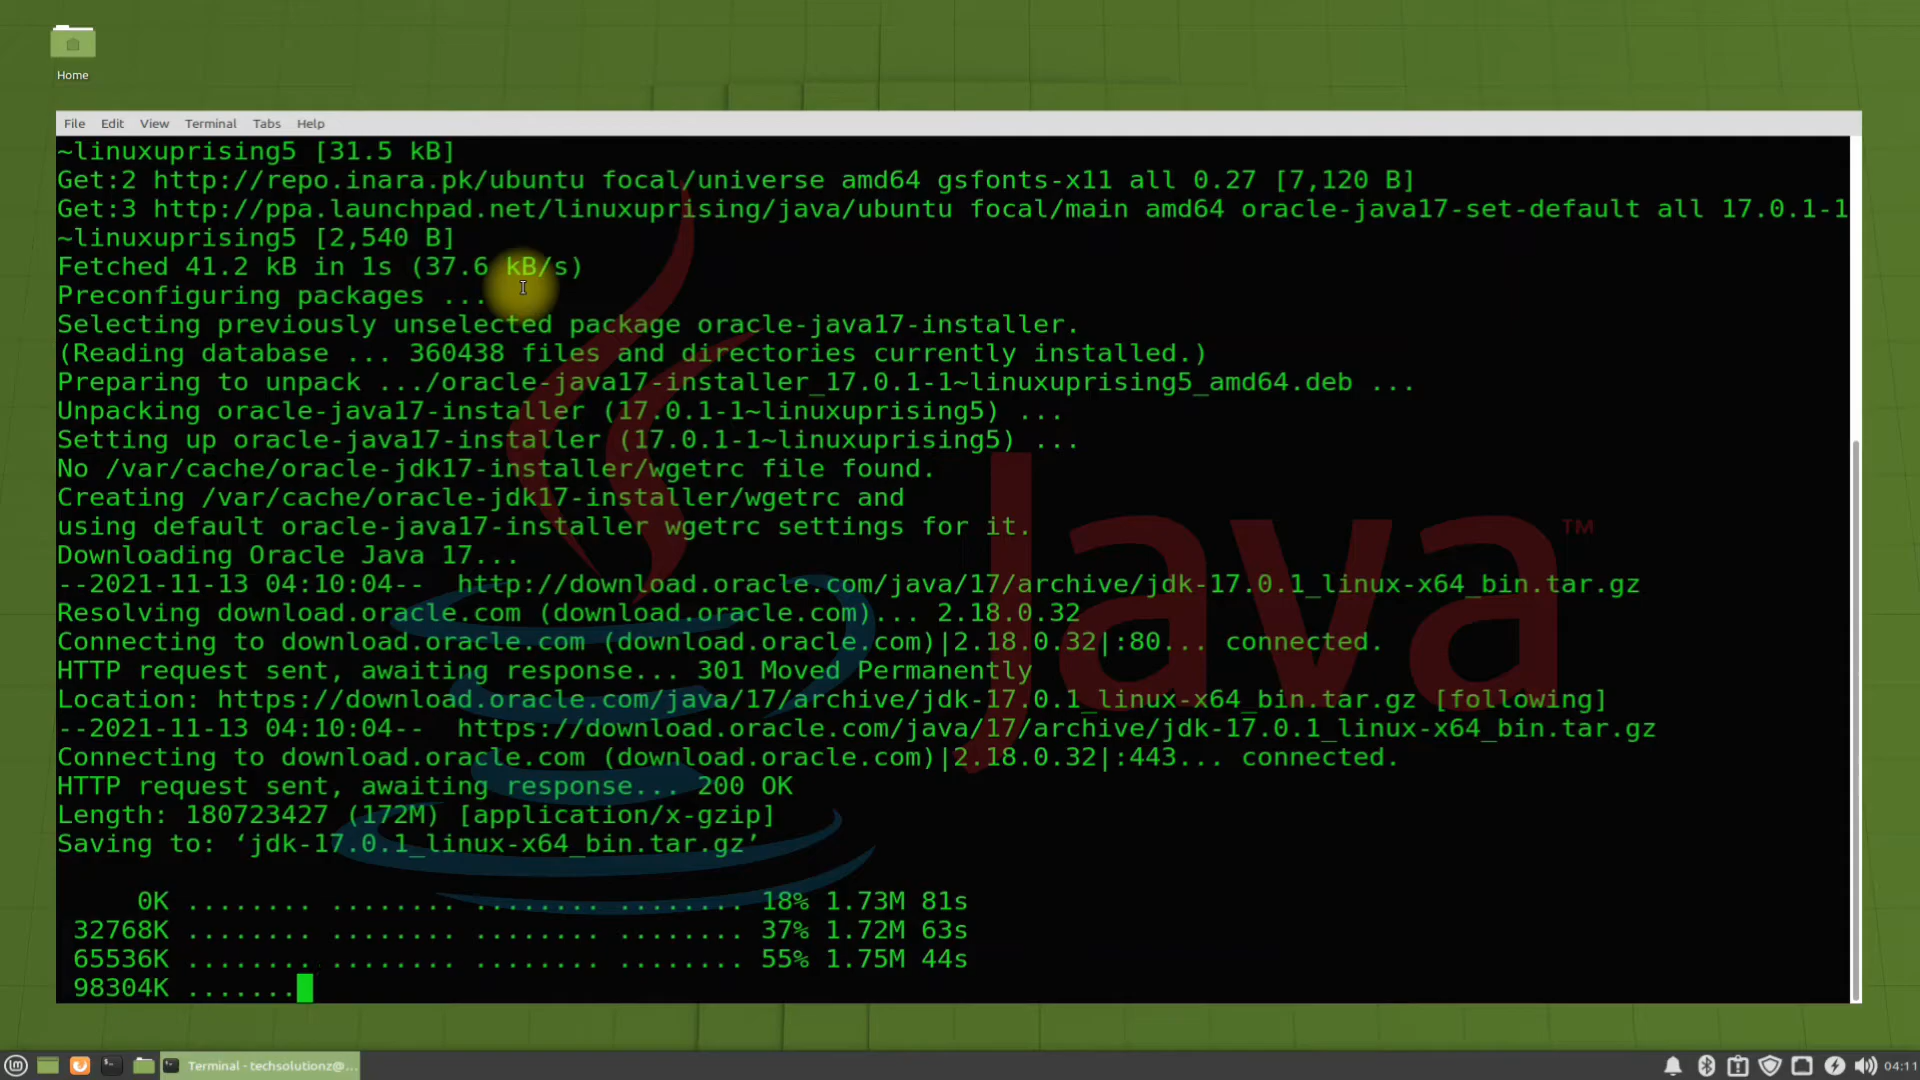 Home
File Edit View Terminal Tabs Help
~linuxuprising5 [31.5 kB]
Get:2 http://repo.inara.pk/ubuntu focal/universe amd64 gsfonts-x11 all 0.27 [7,120 B]
Get:3 http://ppa.launchpad.net/linuxuprising/java/ubuntu focal/main amd64 oracle-java17-set-default all 17.0.1-1
~linuxuprising5 [2,540 B]
Fetched 41.2 kB in 1s (37.6 kB/s)
Preconfiguring packages ...
Selecting previously unselected package oracle-java17-installer.
(Reading database ... 360438 files and directories currently installed.)
Preparing to unpack .../oracle-java17-installer_17.0.1-1~linuxuprising5_amd64.deb ...
Unpacking oracle-java17-installer (17.0.1-1~linuxuprising5) ...
Setting up oracle-java17-installer (17.0.1-1~linuxuprising5) ...
No /var/cache/oracle-jdk17-installer/wgetrc file found.
Creating /var/cache/oracle-jdk17-installer/wgetrc and
using default oracle-java17-installer wgetrc settings for it.
Downloading Oracle Java 17...
--2021-11-13 04:10:04--  http://download.oracle.com/java/17/archive/jdk-17.0.1_linux-x64_bin.tar.gz
Resolving download.oracle.com (download.oracle.com)... 2.18.0.32
Connecting to download.oracle.com (download.oracle.com)|2.18.0.32|:80... connected.
HTTP request sent, awaiting response... 301 Moved Permanently
Location: https://download.oracle.com/java/17/archive/jdk-17.0.1_linux-x64_bin.tar.gz [following]
--2021-11-13 04:10:04--  https://download.oracle.com/java/17/archive/jdk-17.0.1_linux-x64_bin.tar.gz
Connecting to download.oracle.com (download.oracle.com)|2.18.0.32|:443... connected.
HTTP request sent, awaiting response... 200 OK
Length: 180723427 (172M) [application/x-gzip]
Saving to: ‘jdk-17.0.1_linux-x64_bin.tar.gz’
0K ........ ........ ........ ........ 18% 1.73M 81s
32768K ........ ........ ........ ........ 37% 1.72M 63s
65536K ........ ........ ........ ........ 55% 1.75M 44s
98304K .......
Java™
Terminal - techsolutionz@...
04:11